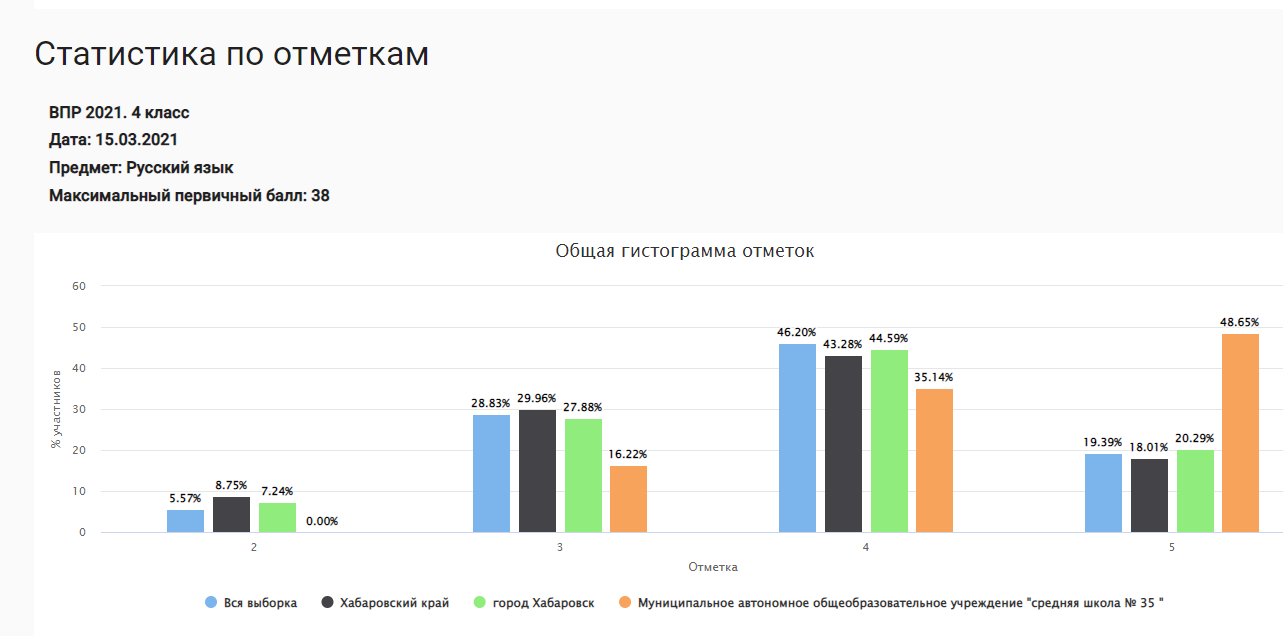 Статистика по отметкам
ВПР 2021. 4 класс
Дата: 15.03.2021
Предмет: Русский язык
Максимальный первичный балл: 38
Общая гистограмма отметок
% участников
60
50
40
30
20
10
0
5.57% 8.75% 7.24% 0.00%
28.83% 29.96% 27.88% 16.22%
46.20% 43.28% 44.59% 35.14%
19.39% 18.01% 20.29% 48.65%
2 3 4 5
Отметка
Вся выборка Хабаровский край город Хабаровск Муниципальное автономное общеобразовательное учреждение "средняя школа № 35 "